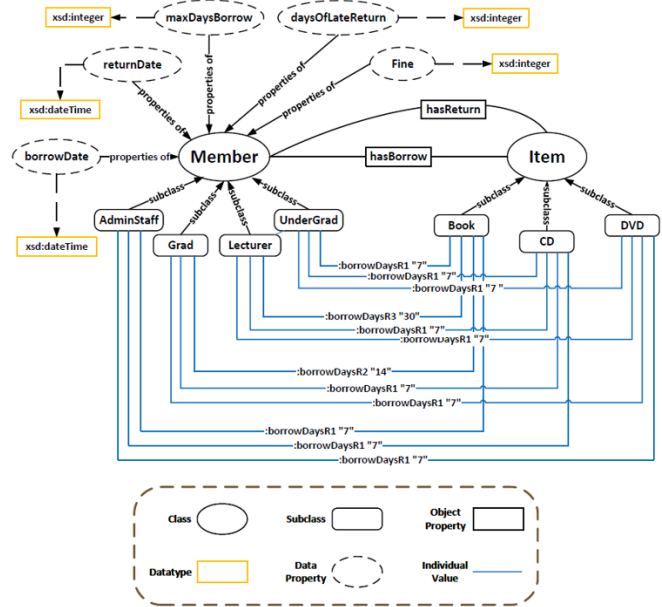 xsd:integer
maxDaysBorrow
daysOfLateReturn
xsd:integer
returnDate
Fine
xsd:integer
properties of
properties of
properties of
properties of
xsd:dateTime
hasReturn
borrowDate
properties of
Member
hasBorrow
Item
subclass
subclass
subclass
subclass
subclass
subclass
subclass
AdminStaff
UnderGrad
Book
DVD
Grad
Lecturer
CD
xsd:dateTime
:borrowDaysR1 "7"
:borrowDaysR1 "7"
:borrowDaysR1 "7 "
:borrowDaysR3 "30"
:borrowDaysR1 "7"
:borrowDaysR1 "7"
:borrowDaysR2 "14"
:borrowDaysR1 "7"
:borrowDaysR1 "7"
:borrowDaysR1 "7"
:borrowDaysR1 "7"
:borrowDaysR1 "7"
Class
Subclass
Object
Property
Datatype
Data
Property
Individual
Value